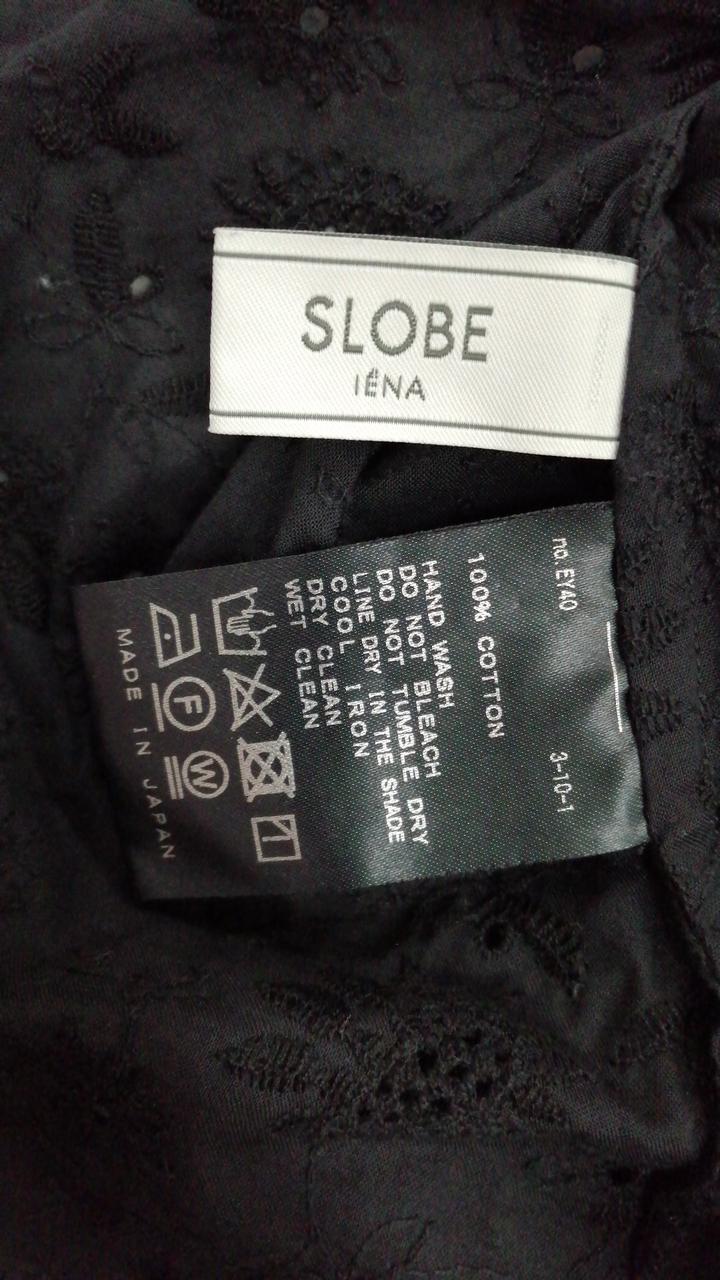 SLOBE
IÉNA
no. EY40 3-10-1
100% COTTON
HAND WASH
DO NOT BLEACH
DO NOT TUMBLE DRY
LINE DRY IN THE SHADE
COOL IRON
DRY CLEAN
WET CLEAN
F W
MADE IN JAPAN